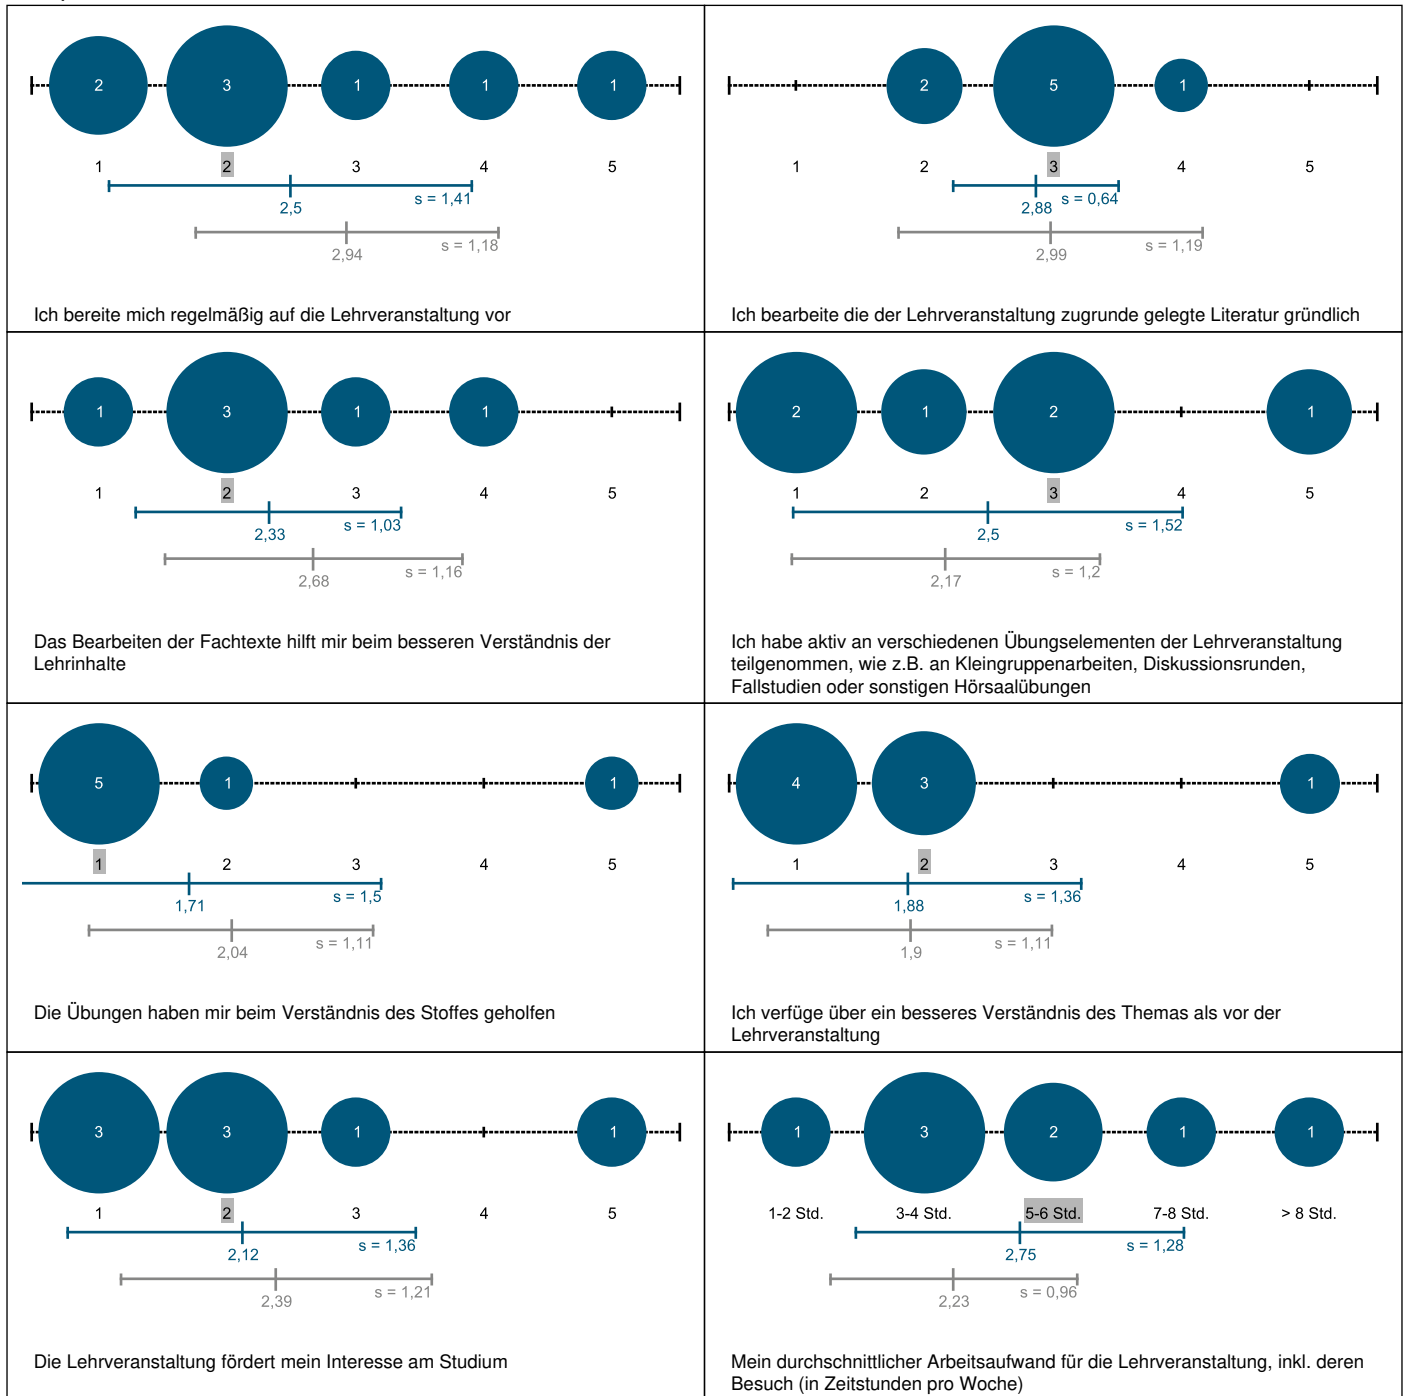 2 3 1 1 1
1 2 3 4 5
s = 1,41
2,5
s = 1,18
2,94
Ich bereite mich regelmäßig auf die Lehrveranstaltung vor
2 5 1
1 2 3 4 5
s = 0,64
2,88
s = 1,19
2,99
Ich bearbeite die der Lehrveranstaltung zugrunde gelegte Literatur gründlich
1 3 1 1
1 2 3 4 5
s = 1,03
2,33
s = 1,16
2,68
Das Bearbeiten der Fachtexte hilft mir beim besseren Verständnis der
Lehrinhalte
2 1 2 1
1 2 3 4 5
s = 1,52
2,5
s = 1,2
2,17
Ich habe aktiv an verschiedenen Übungselementen der Lehrveranstaltung
teilgenommen, wie z.B. an Kleingruppenarbeiten, Diskussionsrunden,
Fallstudien oder sonstigen Hörsaalübungen
5 1 1
1 2 3 4 5
s = 1,5
1,71
s = 1,11
2,04
Die Übungen haben mir beim Verständnis des Stoffes geholfen
4 3 1
1 2 3 4 5
s = 1,36
1,88
s = 1,11
1,9
Ich verfüge über ein besseres Verständnis des Themas als vor der
Lehrveranstaltung
3 3 1 1
1 2 3 4 5
s = 1,36
2,12
s = 1,21
2,39
Die Lehrveranstaltung fördert mein Interesse am Studium
1 3 2 1 1
1-2 Std. 3-4 Std. 5-6 Std. 7-8 Std. > 8 Std.
s = 1,28
2,75
s = 0,96
2,23
Mein durchschnittlicher Arbeitsaufwand für die Lehrveranstaltung, inkl. deren
Besuch (in Zeitstunden pro Woche)